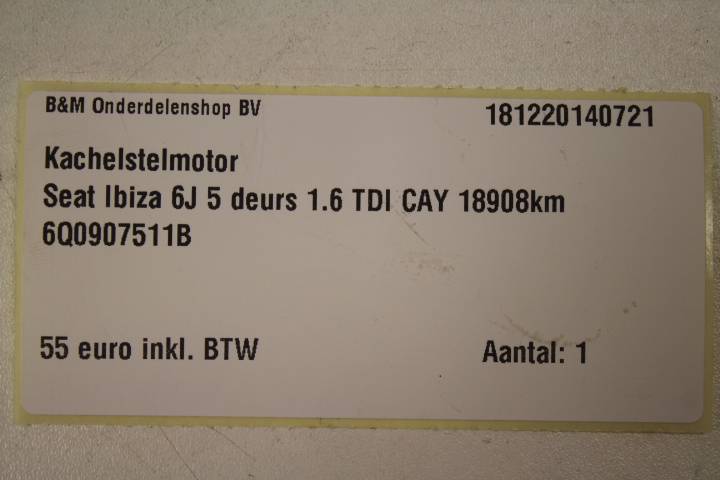 B&M Onderdelenshop BV 181220140721
Kachelstelmotor
Seat Ibiza 6J 5 deurs 1.6 TDI CAY 18908km
6Q0907511B
55 euro inkl. BTW Aantal: 1